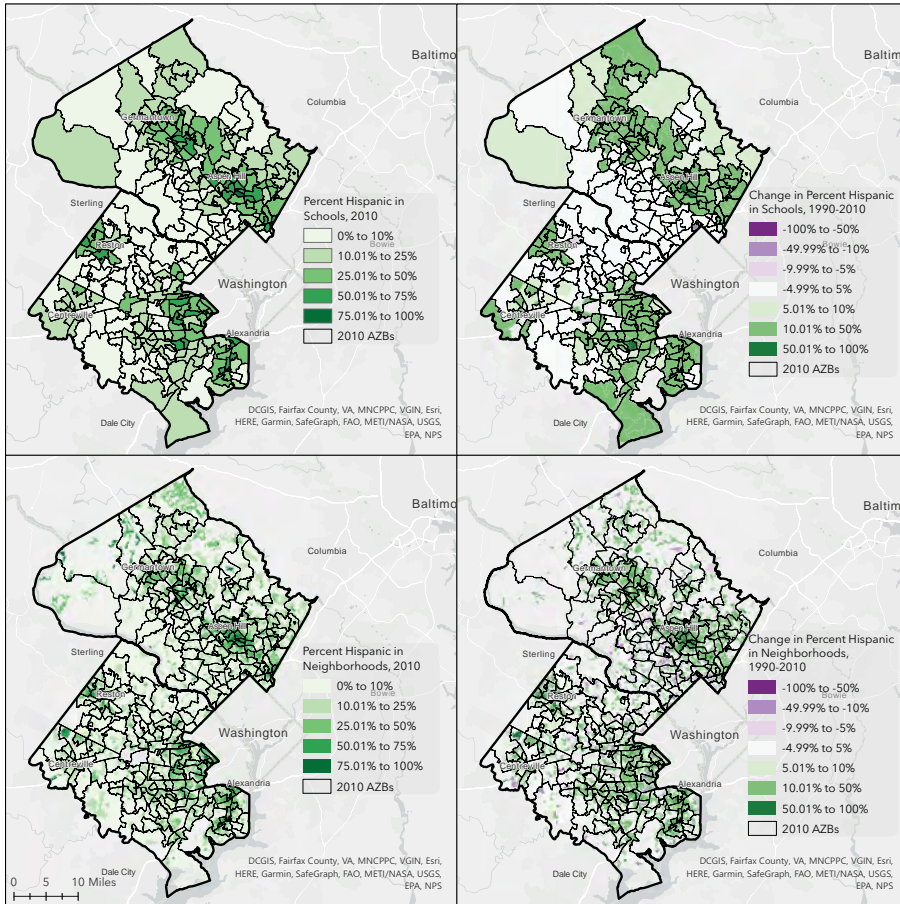 Baltimo
Columbia
Germantown
Aspen Hill
Sterling
Reston
Bowie
Washington
Centreville
Alexandria
Dale City
Percent Hispanic in
Schools, 2010
0% to 10%
10.01% to 25%
25.01% to 50%
50.01% to 75%
75.01% to 100%
2010 AZBs
DCGIS, Fairfax County, VA, MNCPPC, VGIN, Esri,
HERE, Garmin, SafeGraph, FAO, METI/NASA, USGS,
EPA, NPS
Baltimo
Columbia
Germantown
Aspen Hill
Sterling
Reston
Bowie
Washington
Centreville
Alexandria
Dale City
Change in Percent Hispanic
in Schools, 1990-2010
-100% to -50%
-49.99% to -10%
-9.99% to -5%
-4.99% to 5%
5.01% to 10%
10.01% to 50%
50.01% to 100%
2010 AZBs
DCGIS, Fairfax County, VA, MNCPPC, VGIN, Esri,
HERE, Garmin, SafeGraph, FAO, METI/NASA, USGS,
EPA, NPS
Baltimo
Columbia
Germantown
Aspen Hill
Sterling
Reston
Bowie
Washington
Centreville
Alexandria
Dale City
Percent Hispanic in
Neighborhoods, 2010
0% to 10%
10.01% to 25%
25.01% to 50%
50.01% to 75%
75.01% to 100%
2010 AZBs
DCGIS, Fairfax County, VA, MNCPPC, VGIN, Esri,
HERE, Garmin, SafeGraph, FAO, METI/NASA, USGS,
EPA, NPS
0 5 10 Miles
Baltimo
Columbia
Germantown
Aspen Hill
Sterling
Reston
Bowie
Washington
Centreville
Alexandria
Dale City
Change in Percent Hispanic
in Neighborhoods,
1990-2010
-100% to -50%
-49.99% to -10%
-9.99% to -5%
-4.99% to 5%
5.01% to 10%
10.01% to 50%
50.01% to 100%
2010 AZBs
DCGIS, Fairfax County, VA, MNCPPC, VGIN, Esri,
HERE, Garmin, SafeGraph, FAO, METI/NASA, USGS,
EPA, NPS